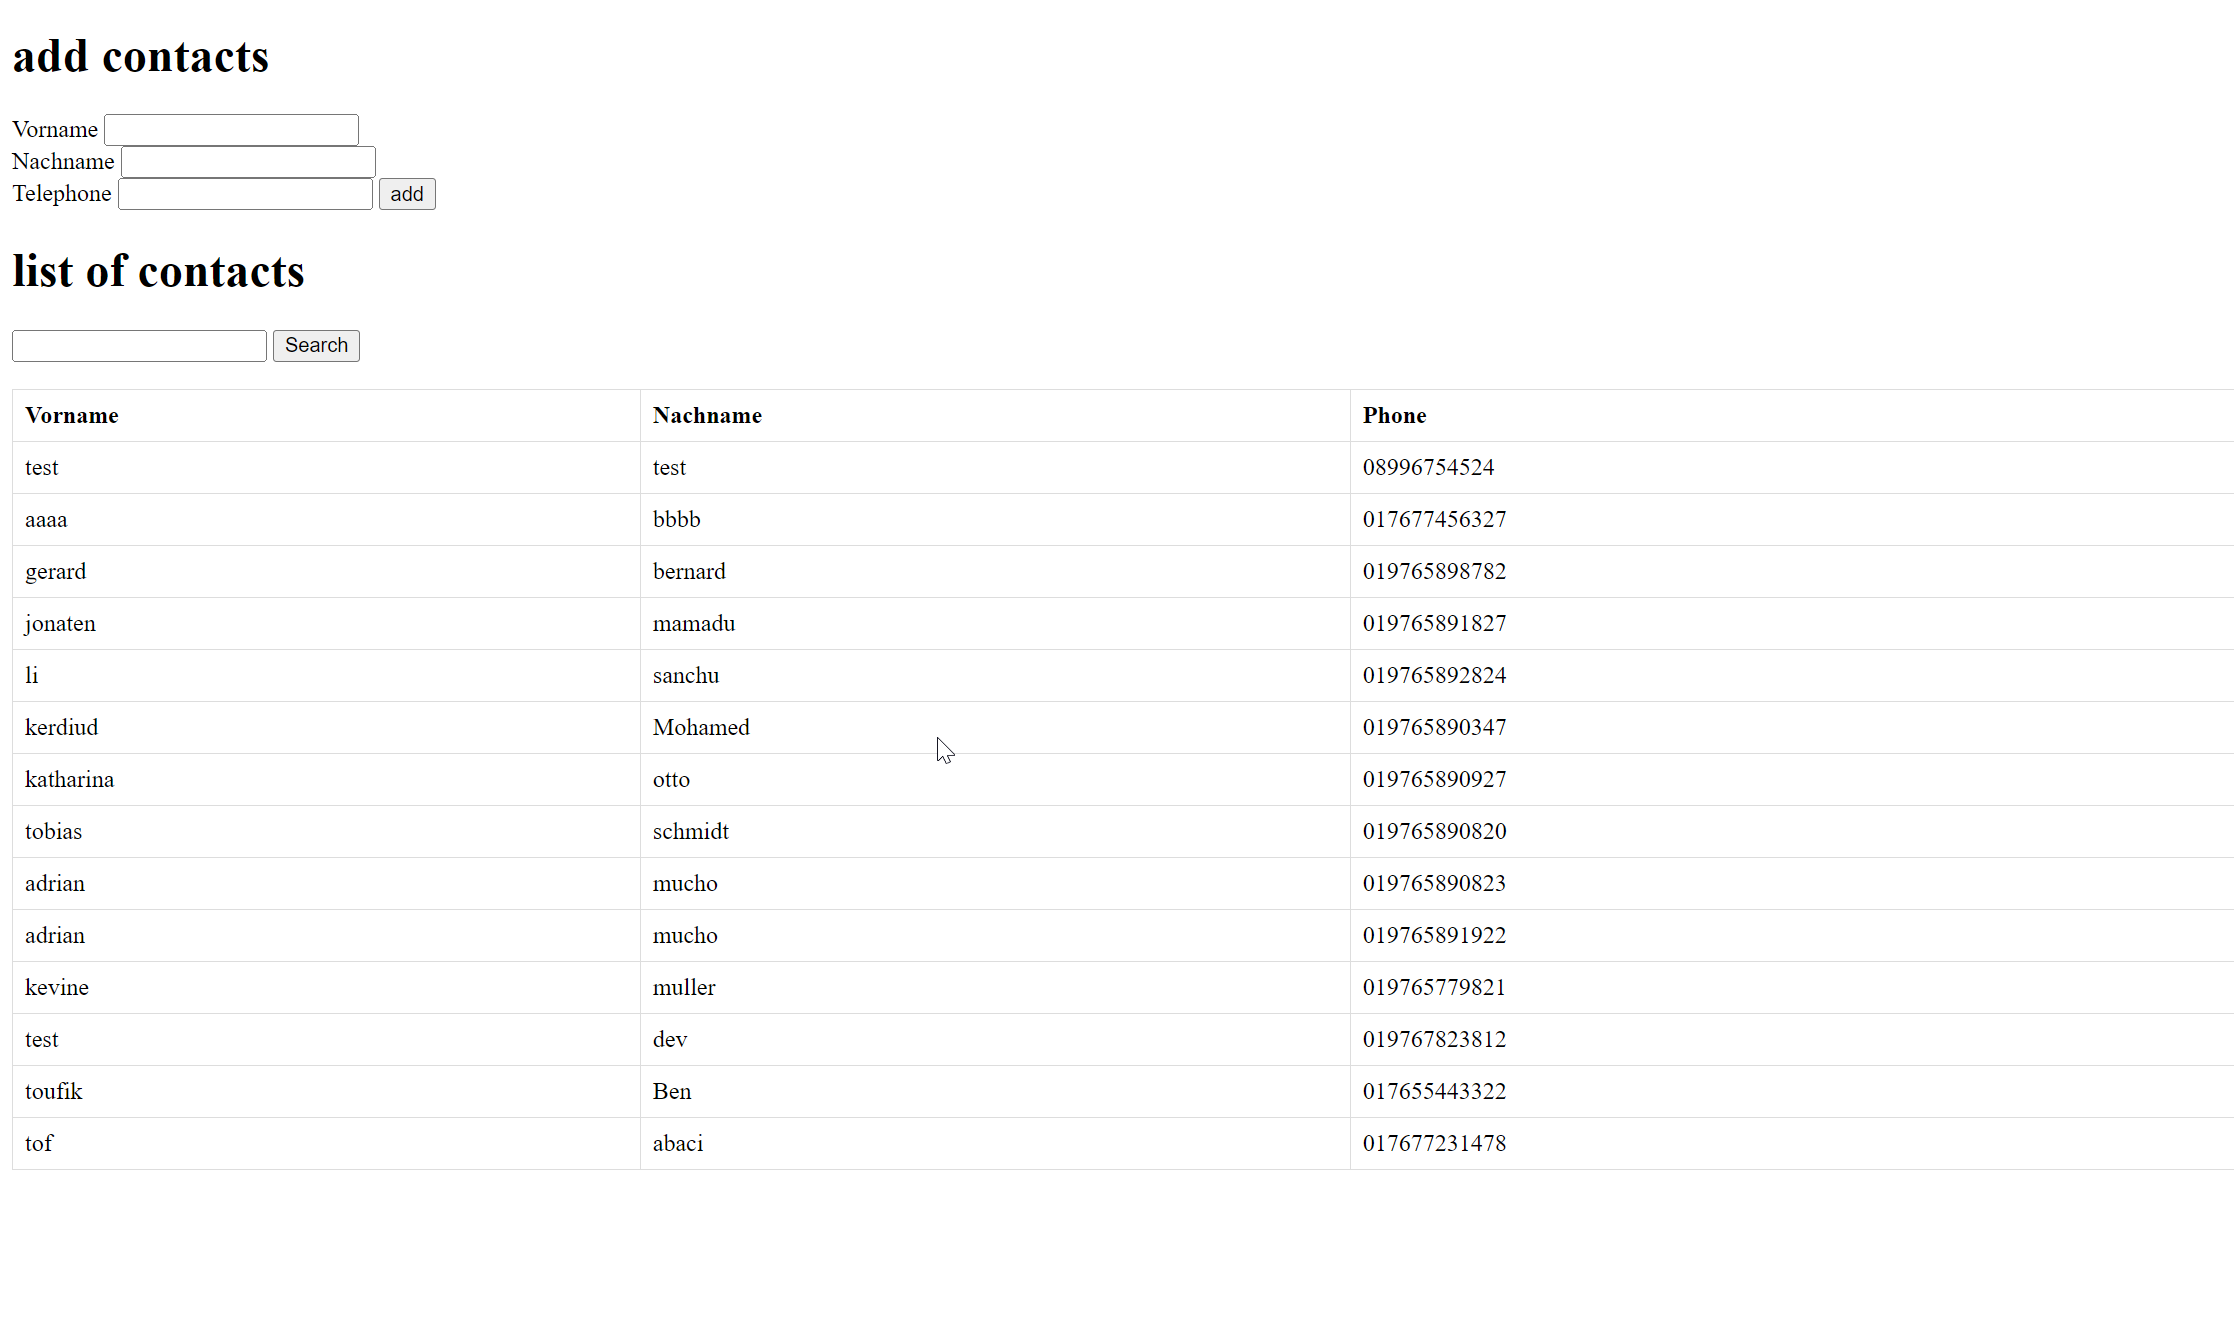 add contacts
Vorname
Nachname
Telephone add
list of contacts
Search
Vorname Nachname Phone
test test 08996754524
aaaa bbbb 017677456327
gerard bernard 019765898782
jonaten mamadu 019765891827
li sanchu 019765892824
kerdiud Mohamed 019765890347
katharina otto 019765890927
tobias schmidt 019765890820
adrian mucho 019765890823
adrian mucho 019765891922
kevine muller 019765779821
test dev 019767823812
toufik Ben 017655443322
tof abaci 017677231478